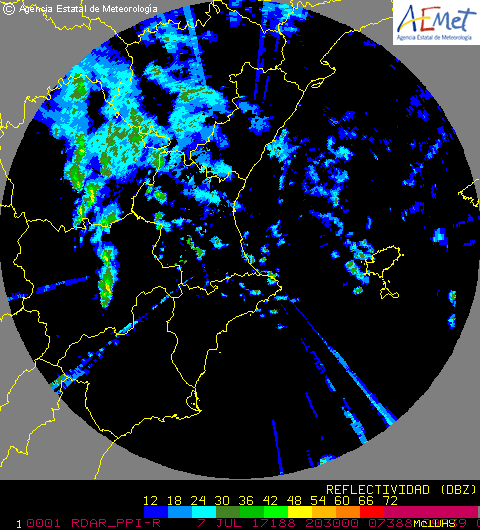 © Agencia Estatal de Meteorología
AEMet
Agencia Estatal de Meteorología
REFLECTIVIDAD (DBZ)
12 18 24 30 36 42 48 54 60 66 72
1 0001 RDAR_PPI-R 7 JUL 17188 203000 07388